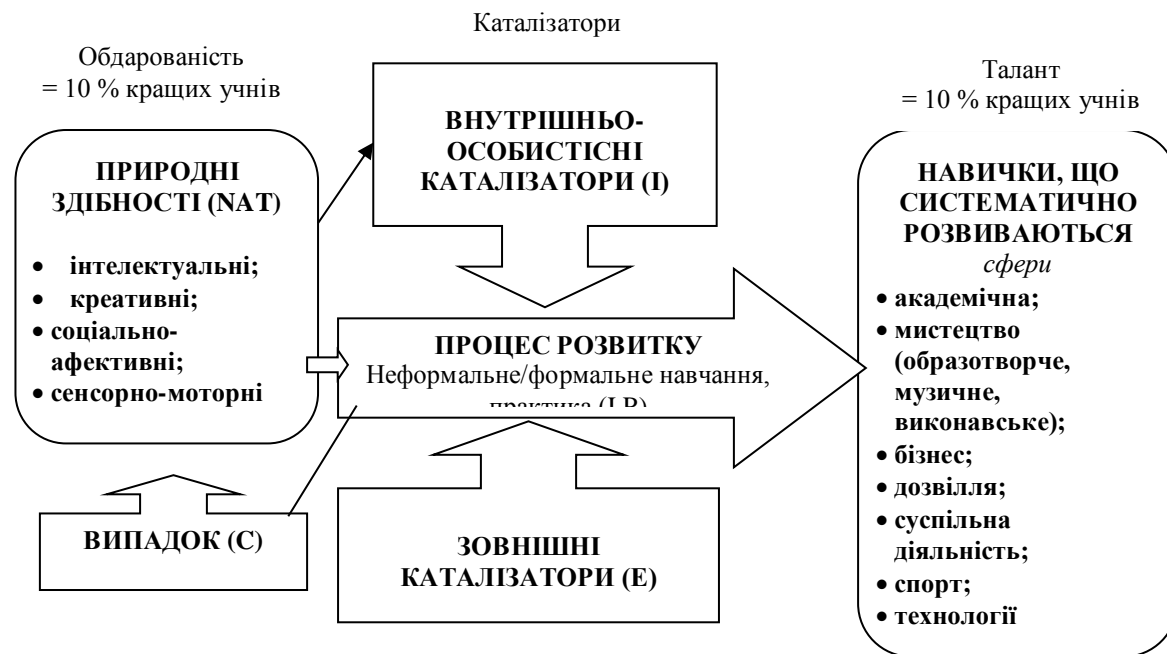 Каталізатори
Обдарованість
= 10 % кращих учнів
Талант
= 10 % кращих учнів
ПРИРОДНІ
ЗДІБНОСТІ (NAT)
• інтелектуальні;
• креативні;
• соціально-
афективні;
• сенсорно-моторні
ВНУТРІШНЬО-
ОСОБИСТІСНІ
КАТАЛІЗАТОРИ (I)
ПРОЦЕС РОЗВИТКУ
Неформальне/формальне навчання,
практика (LP)
ВИПАДОК (C)
ЗОВНІШНІ
КАТАЛІЗАТОРИ (E)
НАВИЧКИ, ЩО
СИСТЕМАТИЧНО
РОЗВИВАЮТЬСЯ
сфери
• академічна;
• мистецтво
(образотворче,
музичне,
виконавське);
• бізнес;
• дозвілля;
• суспільна
діяльність;
• спорт;
• технології